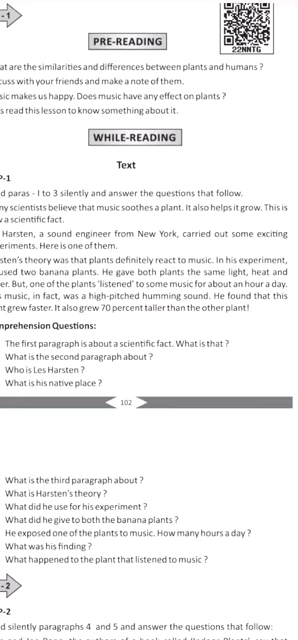 - 1
22NNTG
PRE-READING
at are the similarities and differences between plants and humans ?
cuss with your friends and make a note of them.
sic makes us happy. Does music have any effect on plants ?
s read this lesson to know something about it.
WHILE-READING
Text
P-1
d paras - I to 3 silently and answer the questions that follow.
ny scientists believe that music soothes a plant. It also helps it grow. This is
a scientific fact.
Harsten, a sound engineer from New York, carried out some exciting
eriments. Here is one of them.
sten's theory was that plants definitely react to music. In his experiment,
used two banana plants. He gave both plants the same light, heat and
er. But, one of the plants 'listened' to some music for about an hour a day.
music, in fact, was a high-pitched humming sound. He found that this
nt grew faster. It also grew 70 percent taller than the other plant!
nprehension Questions:
The first paragraph is about a scientific fact. What is that ?
What is the second paragraph about ?
Who is Les Harsten ?
What is his native place ?
102
What is the third paragraph about ?
What is Harsten's theory ?
What did he use for his experiment ?
What did he give to both the banana plants ?
He exposed one of the plants to music. How many hours a day ?
What was his finding ?
What happened to the plant that listened to music ?
- 2
P-2
d silently paragraphs 4 and 5 and answer the questions that follow: